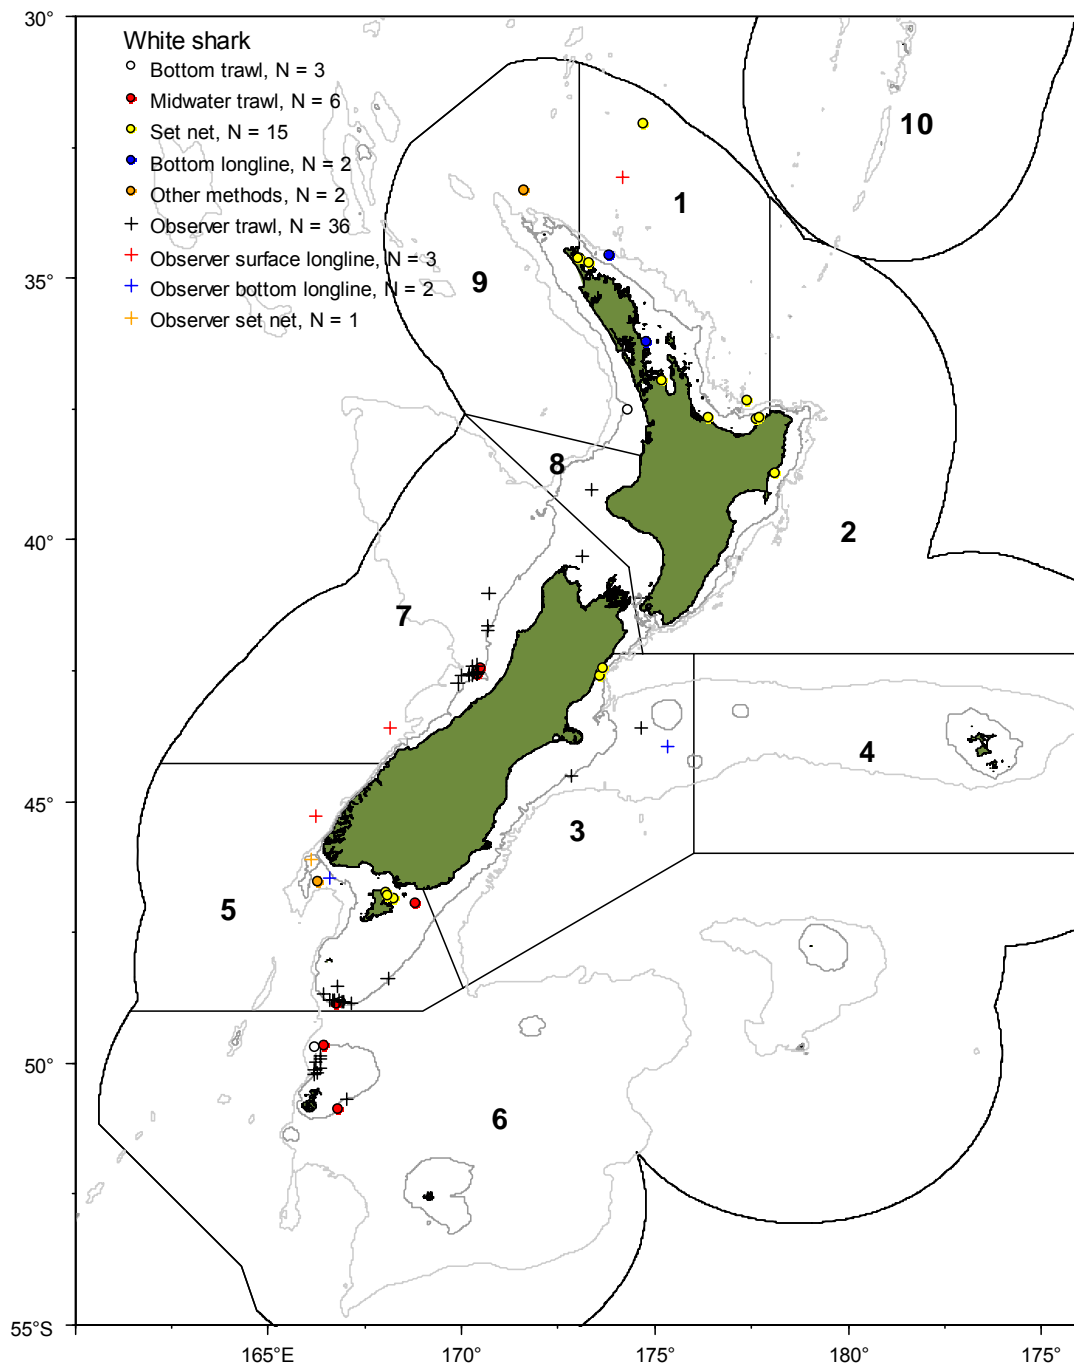 30°
White shark
Bottom trawl, N = 3
Midwater trawl, N = 6
Set net, N = 15
Bottom longline, N = 2
Other methods, N = 2
Observer trawl, N = 36
Observer surface longline, N = 3
Observer bottom longline, N = 2
Observer set net, N = 1
10
1
35°
9
8
2
40°
7
4
45°
3
5
50°
6
55°S
165°E
170°
175°
180°
175°